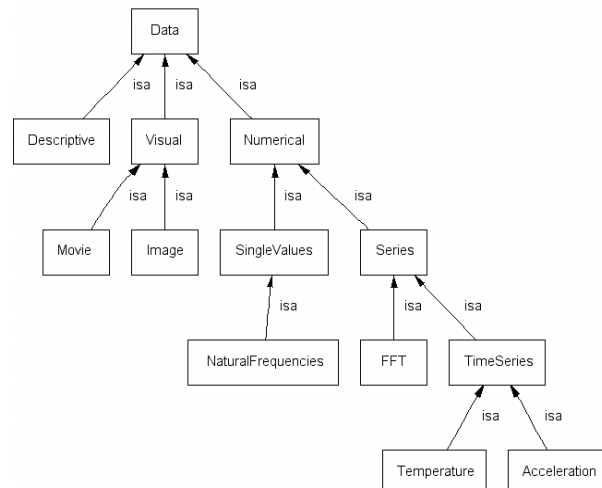 Data
isa isa isa
Descriptive Visual Numerical
isa isa isa isa
Movie Image SingleValues Series
isa isa isa
NaturalFrequencies FFT TimeSeries
isa isa
Temperature Acceleration